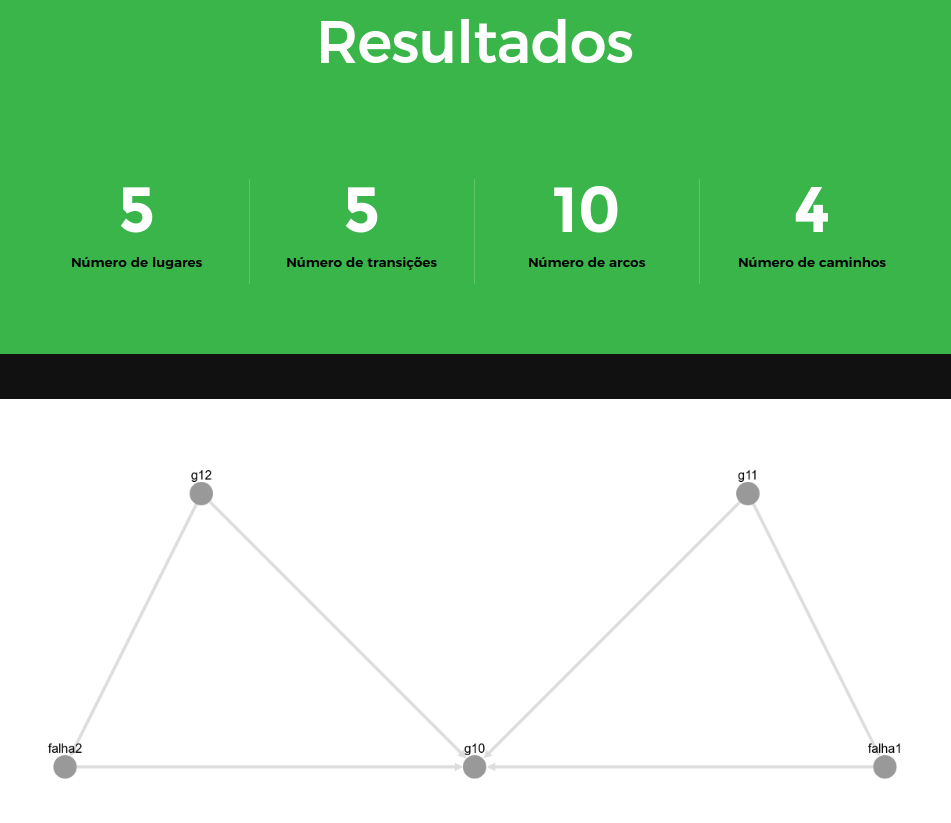 Resultados
5
5
10
4
Número de lugares
Número de transições
Número de arcos
Número de caminhos
g12
g11
falha2
g10
falha1